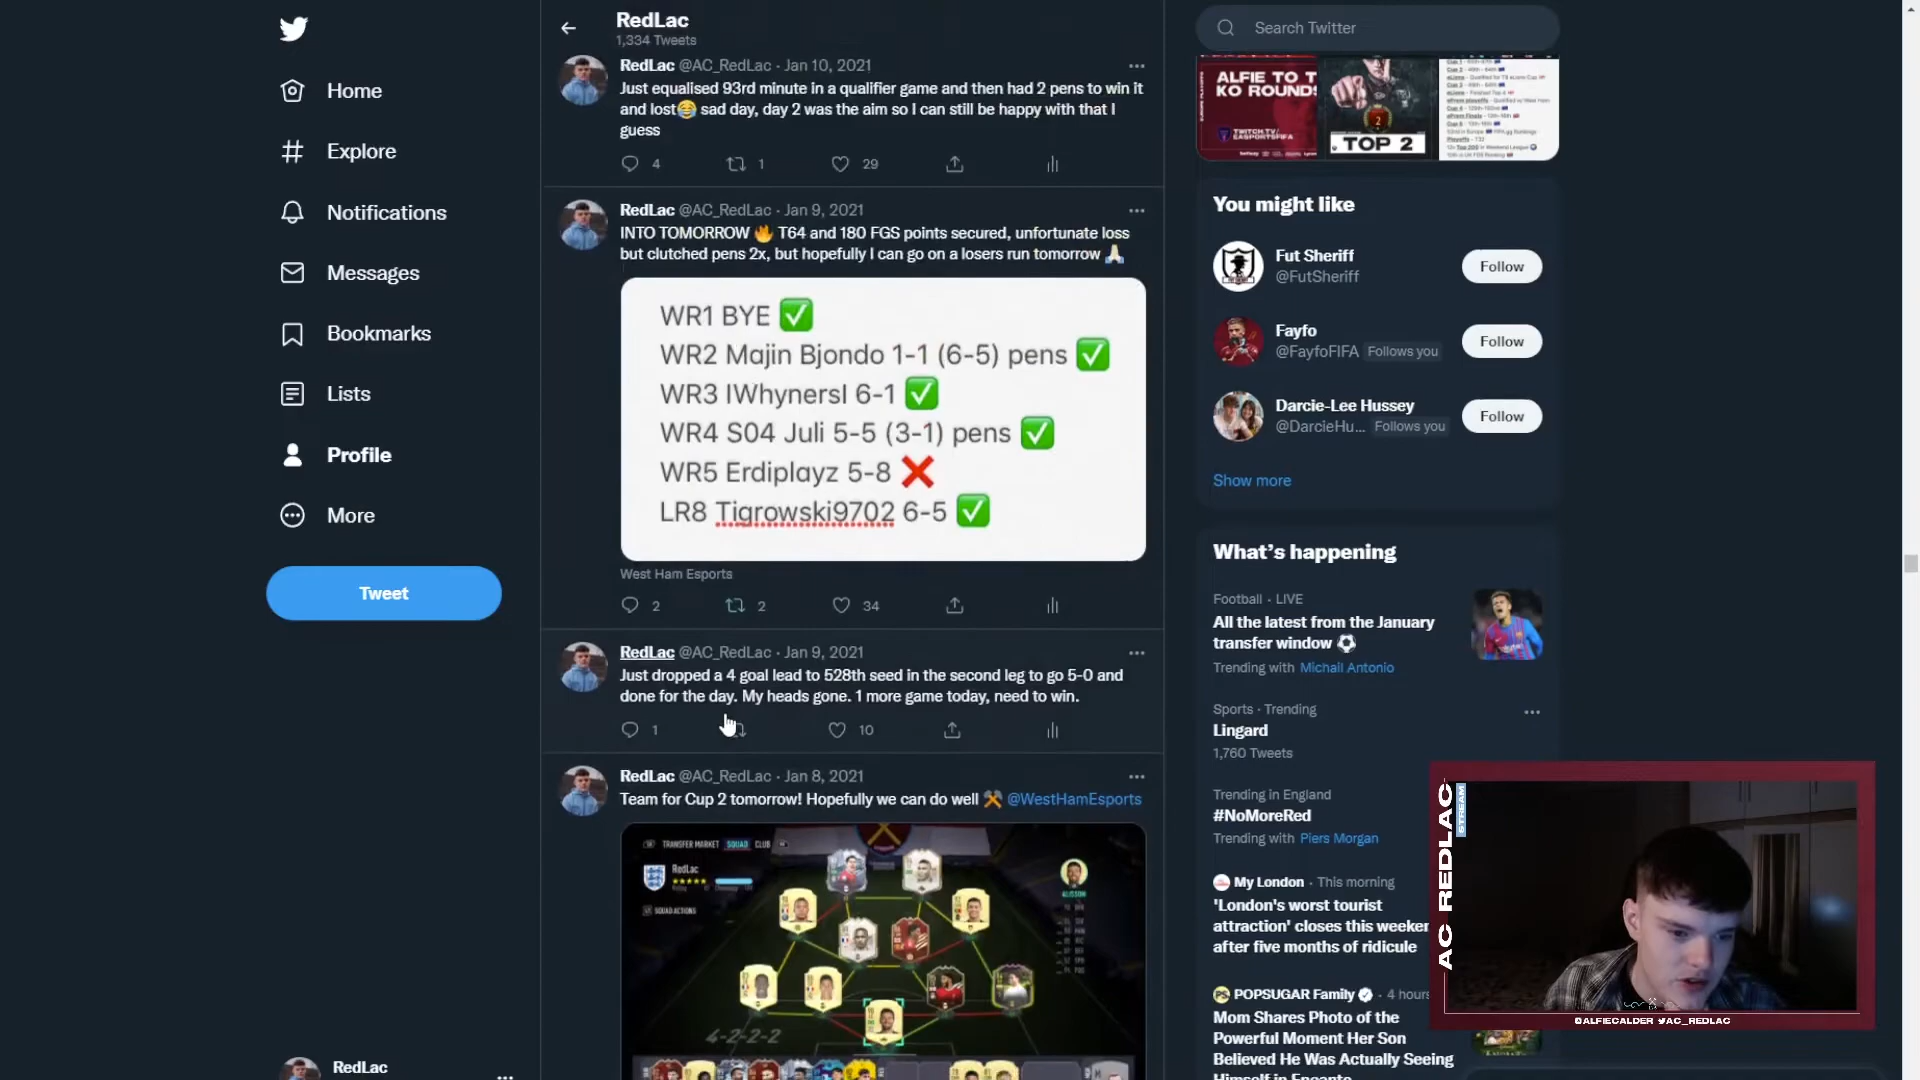 RedLac
1,334 Tweets
Search Twitter
Home
Explore
Notifications
Messages
Bookmarks
Lists
Profile
More
Tweet
RedLac
RedLac @AC_RedLac · Jan 10, 2021
Just equalised 93rd minute in a qualifier game and then had 2 pens to win it
and lost😂 sad day, day 2 was the aim so I can still be happy with that I
guess
4 1 29
RedLac @AC_RedLac · Jan 9, 2021
INTO TOMORROW 🔥 T64 and 180 FGS points secured, unfortunate loss
but clutched pens 2x, but hopefully I can go on a losers run tomorrow 🙏🏻
WR1 BYE ✅
WR2 Majin Bjondo 1-1 (6-5) pens ✅
WR3 IWhynersI 6-1 ✅
WR4 S04 Juli 5-5 (3-1) pens ✅
WR5 Erdiplayz 5-8 ❌
LR8 Tigrowski9702 6-5 ✅
West Ham Esports
2 2 34
RedLac @AC_RedLac · Jan 9, 2021
Just dropped a 4 goal lead to 528th seed in the second leg to go 5-0 and
done for the day. My heads gone. 1 more game today, need to win.
1 10
RedLac @AC_RedLac · Jan 8, 2021
Team for Cup 2 tomorrow! Hopefully we can do well ⚒️ @WestHamEsports
TRANSFER MARKET SQUAD CLUB
RedLac
SQUAD ACTIONS
4-2-2-2
ALFIE TO T
KO ROUNDS
TWITCH.TV/
EASPORTSFIFA
2
TOP 2
You might like
Fut Sheriff
@FutSheriff
Follow
Fayfo
@FayfoFIFA Follows you
Follow
Darcie-Lee Hussey
@DarcieHu... Follows you
Follow
Show more
What's happening
Football · LIVE
All the latest from the January
transfer window ⚽
Trending with Michail Antonio
Sports · Trending
Lingard
1,760 Tweets
Trending in England
#NoMoreRed
Trending with Piers Morgan
My London · This morning
'London's worst tourist
attraction' closes this weeken
after five months of ridicule
POPSUGAR Family · 4 hours
Mom Shares Photo of the
Powerful Moment Her Son
Believed He Was Actually Seeing
Himself in Encanto
AC REDLAC
STREAM
@ALFIECALDER @AC_REDLAC